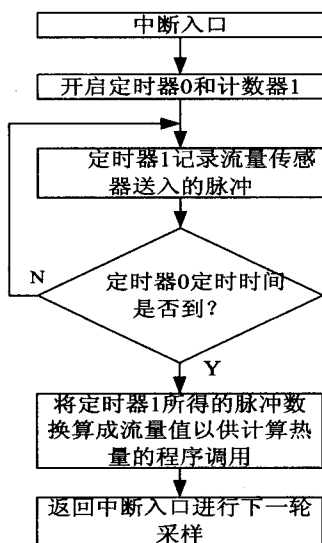 中断入口
开启定时器0和计数器1
定时器1记录流量传感
器送入的脉冲
N
定时器0定时时间
是否到？
Y
将定时器1所得的脉冲数
换算成流量值以供计算热
量的程序调用
返回中断入口进行下一轮
采样